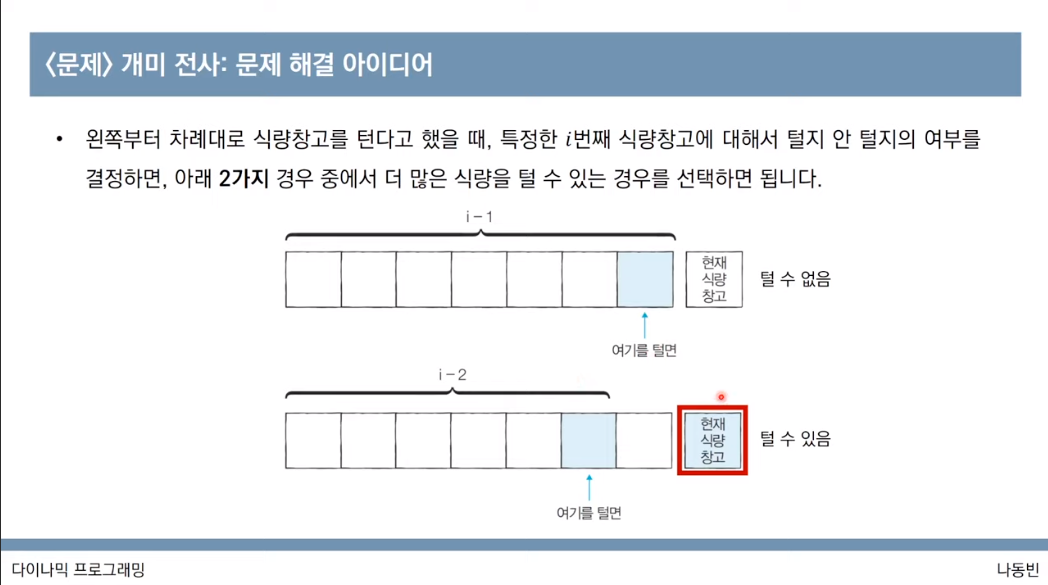 <문제> 개미 전사: 문제 해결 아이디어
• 왼쪽부터 차례대로 식량창고를 턴다고 했을 때, 특정한 i번째 식량창고에 대해서 털지 안 털지의 여부를
결정하면, 아래 2가지 경우 중에서 더 많은 식량을 털 수 있는 경우를 선택하면 됩니다.
i-1
현재
식량
창고
털 수 없음
여기를 털면
i-2
현재
식량
창고
털 수 있음
여기를 털면
다이나믹 프로그래밍
나동빈